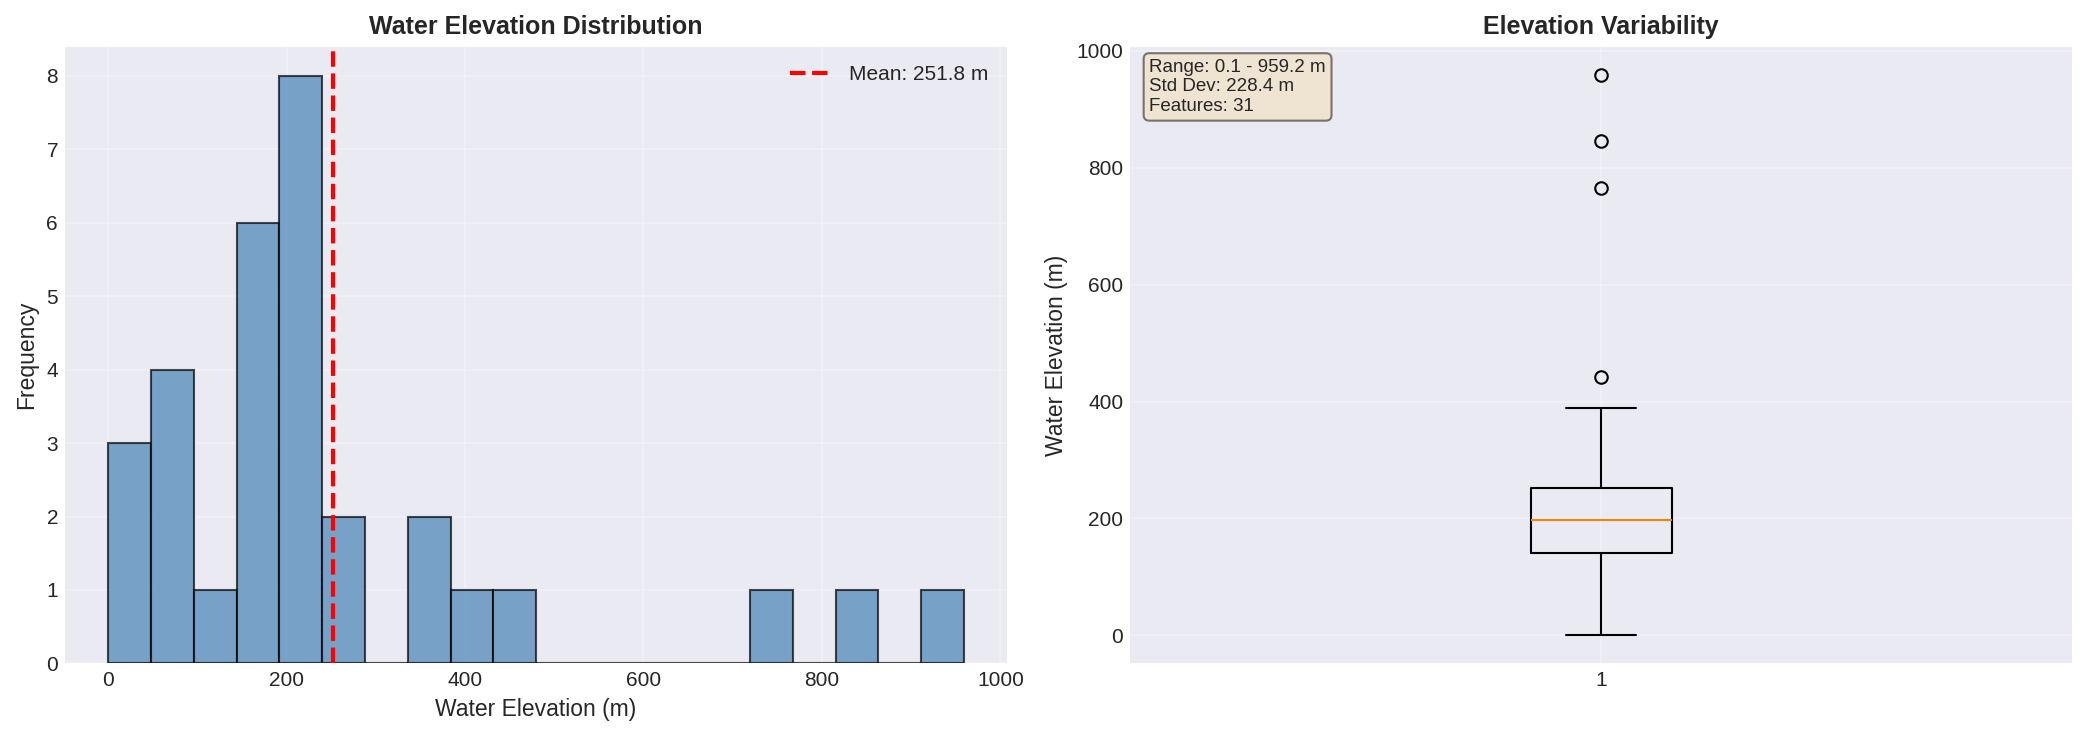 Water Elevation Distribution
Mean: 251.8 m
Frequency
8
7
6
5
4
3
2
1
0
0 200 400 600 800 1000
Water Elevation (m)
Elevation Variability
Range: 0.1 - 959.2 m
Std Dev: 228.4 m
Features: 31
Water Elevation (m)
1000
800
600
400
200
0
1